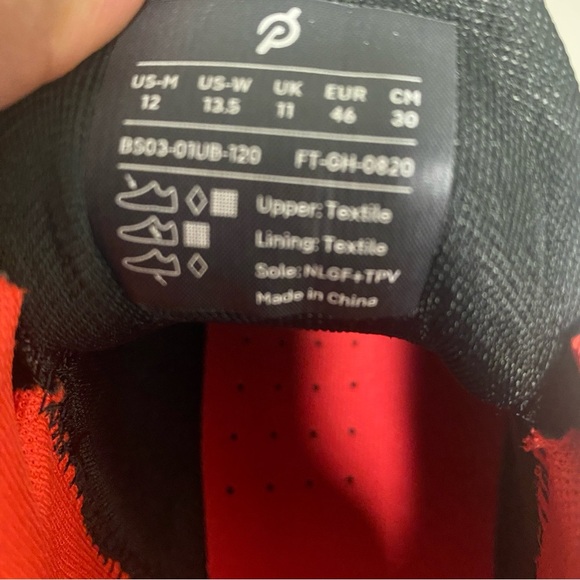 US-M US-W UK EUR CM
12 13.5 11 46 30
BS03-01UB-120 FT-GH-0820
Upper: Textile
Lining: Textile
Sole: NLGF+TPV
Made in China